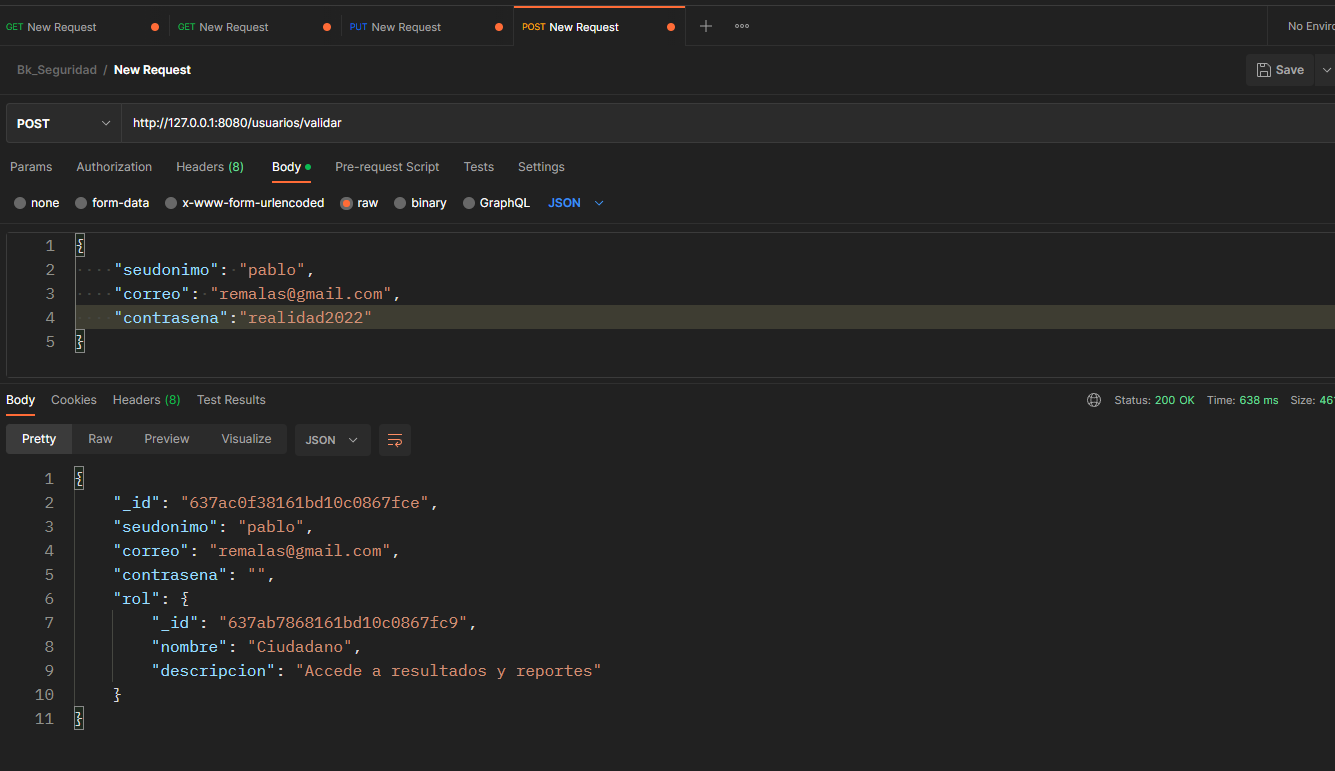 GET New Request GET New Request PUT New Request POST New Request No Enviro
Bk_Seguridad / New Request Save
POST http://127.0.0.1:8080/usuarios/validar
Params Authorization Headers (8) Body Pre-request Script Tests Settings
none form-data x-www-form-urlencoded raw binary GraphQL JSON
1 {
2 "seudonimo": "pablo",
3 "correo": "remalas@gmail.com",
4 "contrasena":"realidad2022"
5 }
Body Cookies Headers (8) Test Results Status: 200 OK Time: 638 ms Size: 461
Pretty Raw Preview Visualize JSON
1 {
2 "_id": "637ac0f38161bd10c0867fce",
3 "seudonimo": "pablo",
4 "correo": "remalas@gmail.com",
5 "contrasena": "",
6 "rol": {
7 "_id": "637ab7868161bd10c0867fc9",
8 "nombre": "Ciudadano",
9 "descripcion": "Accede a resultados y reportes"
10 }
11 }